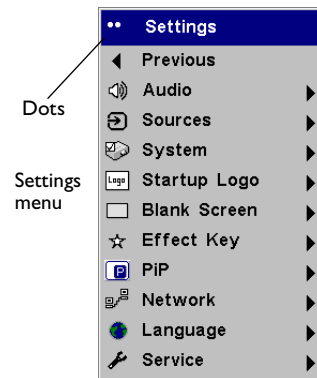 Settings
Previous
Audio
Dots
Sources
System
Settings
menu
Logo
Startup Logo
Blank Screen
Effect Key
P
PiP
Network
Language
Service